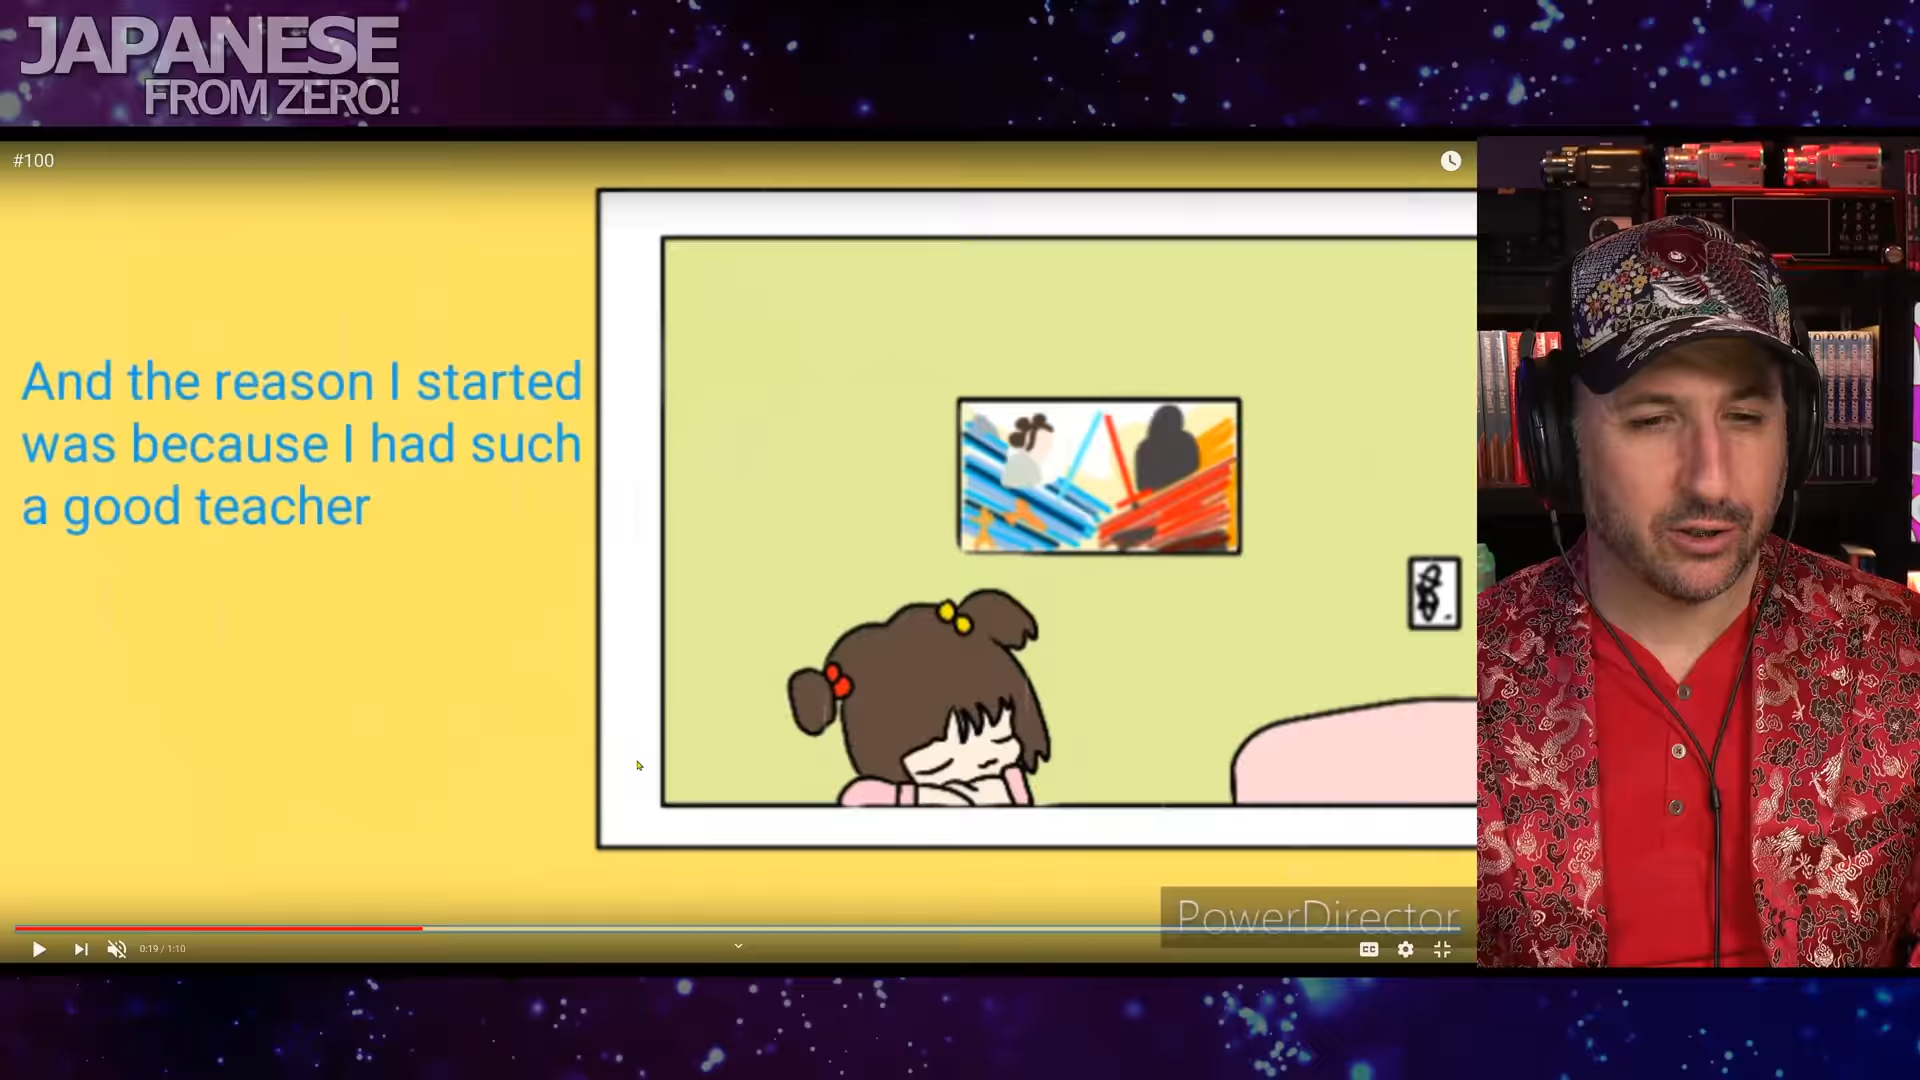 JAPANESE
FROM ZERO!
#100
And the reason I started
was because I had such
a good teacher
PowerDirector
0:19 / 1:10
CC